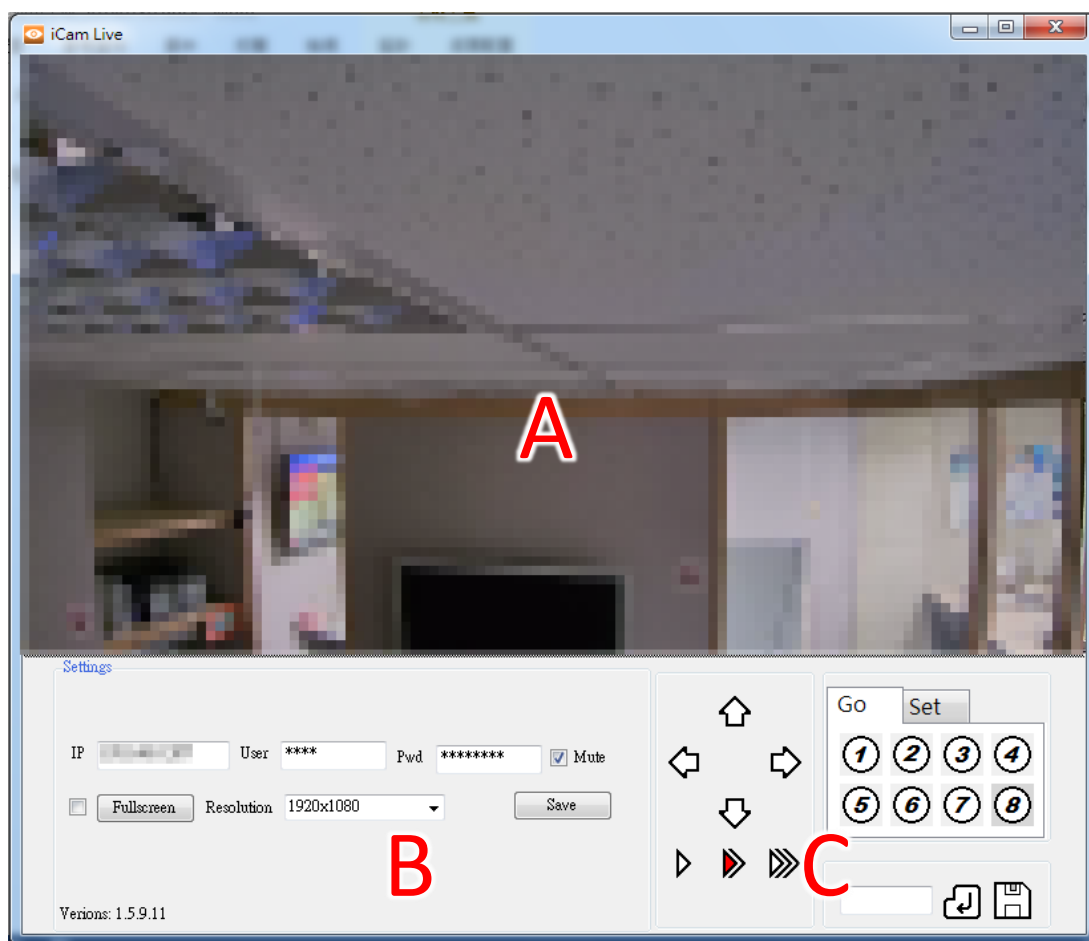 iCam Live
A
Settings
IP User **** Pwd ******** Mute
Fullscreen Resolution 1920x1080 Save
B
Verions: 1.5.9.11
Go Set
1 2 3 4
5 6 7 8
C